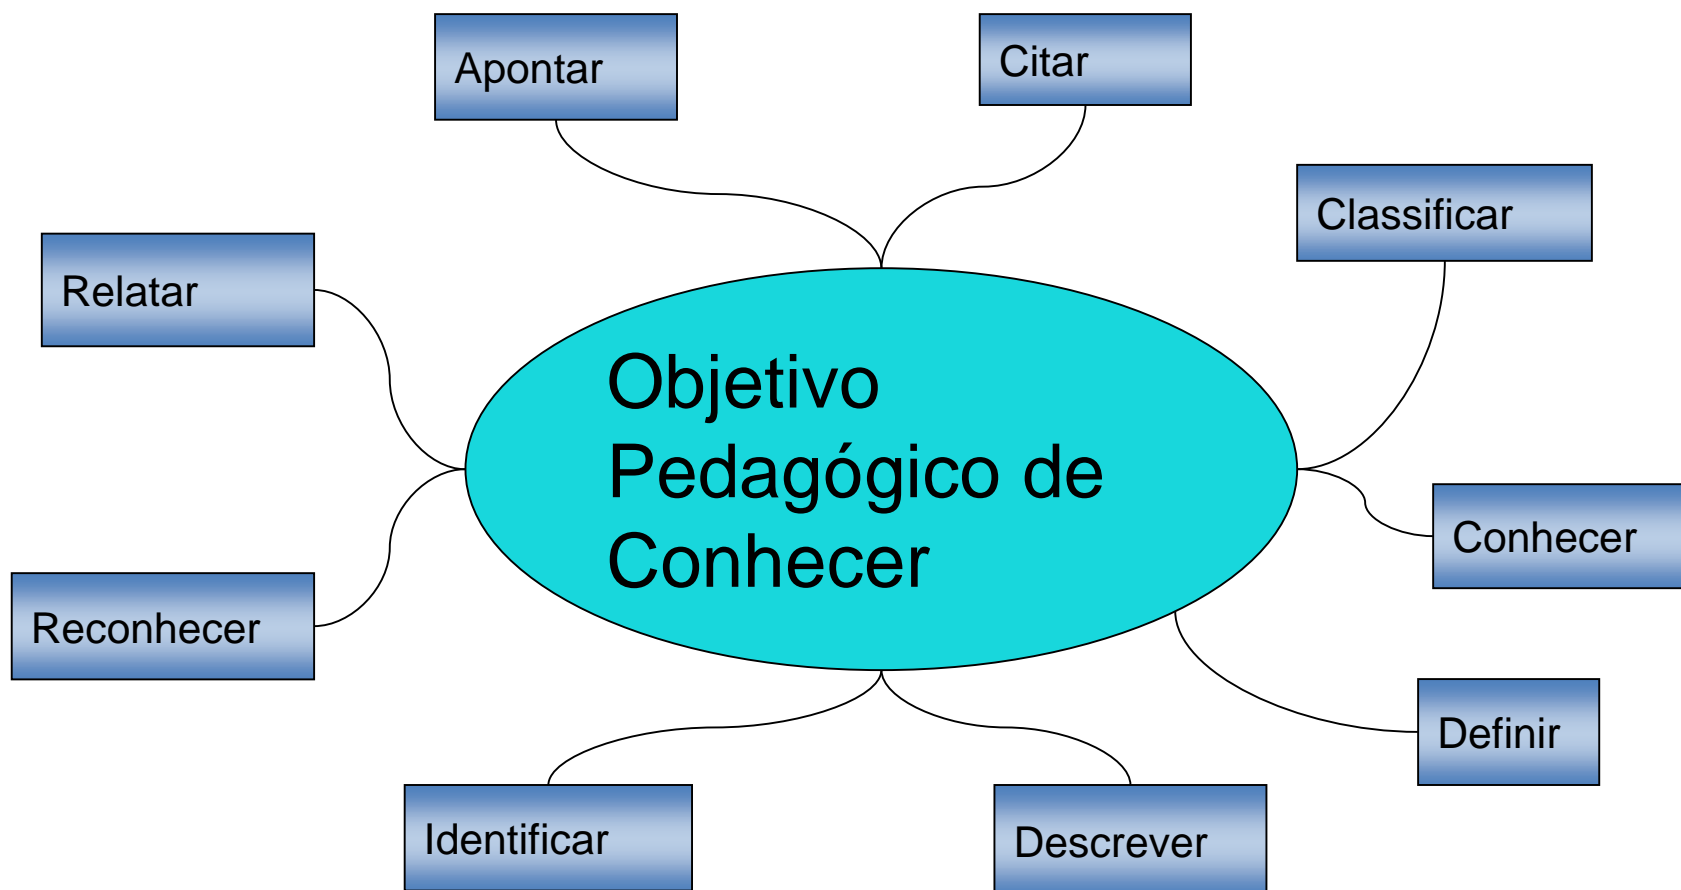 Apontar
Citar
Classificar
Relatar
Objetivo
Pedagógico de
Conhecer
Conhecer
Reconhecer
Definir
Identificar
Descrever